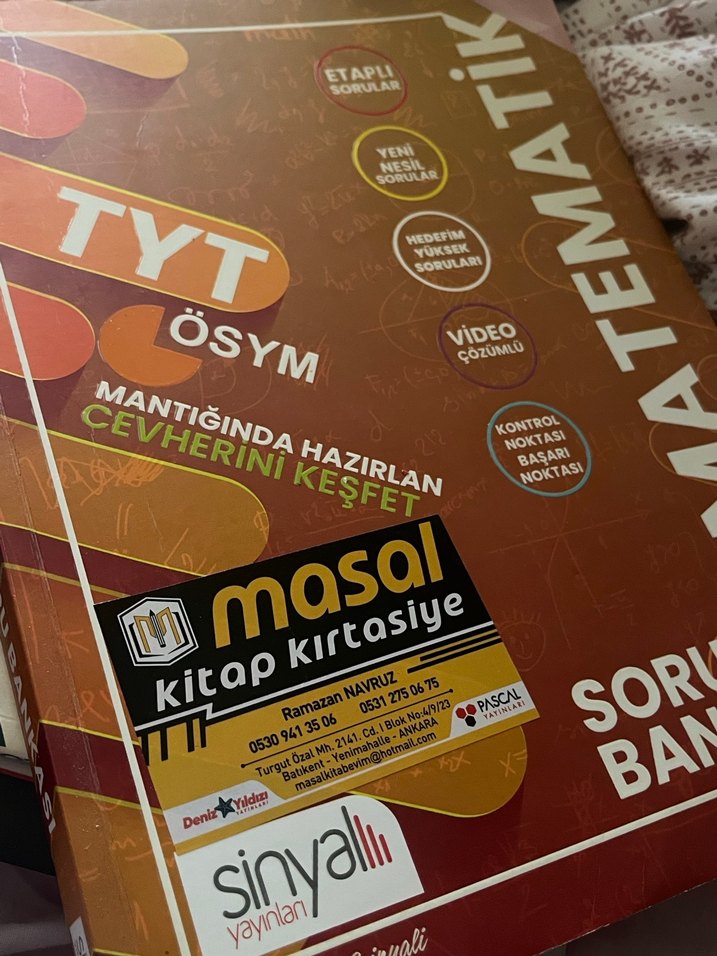 TYT
ÖSYM
MANTIĞINDA HAZIRLAN
CEVHERİNİ KEŞFET
ETAPLI
SORULAR
YENİ
NESİL
SORULAR
HEDEFİM
YÜKSEK
SORULARI
VİDEO
ÇÖZÜMLÜ
KONTROL
NOKTASI
BAŞARI
NOKTASI
MATEMATİK
SORU
BAN
masal
kitap kırtasiye
Ramazan NAVRUZ
0530 941 35 06 0531 275 06 75
Turgut Özal Mh. 2141. Cd. I Blok No:4/9/23
Batıkent - Yenimahalle - ANKARA
masalkitabevim@hotmail.com
PASCAL
YAYINLARI
Deniz Yıldızı
YAYINLARI
sinyal
yayınları
BANKASI